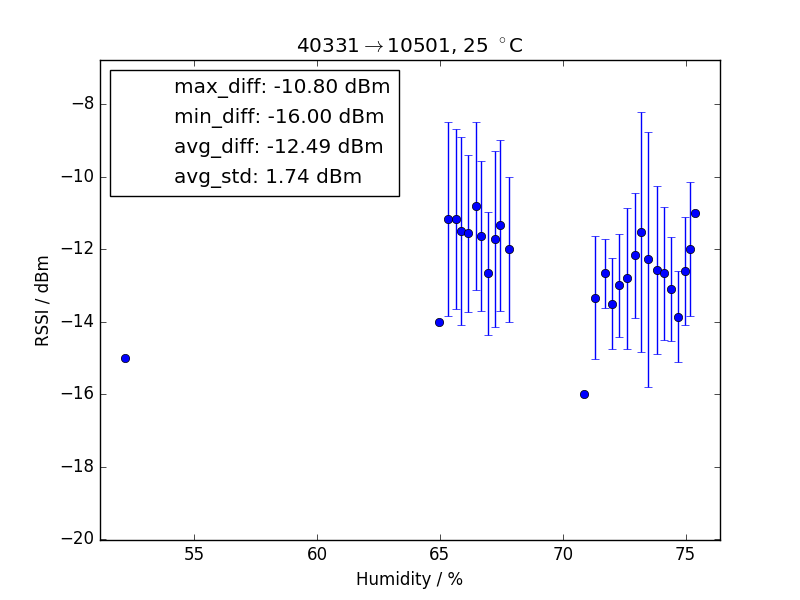 40331→10501, 25 °C
max_diff: -10.80 dBm
min_diff: -16.00 dBm
avg_diff: -12.49 dBm
avg_std: 1.74 dBm
−8
−10
−12
−14
−16
−18
−20
RSSI / dBm
55 60 65 70 75
Humidity / %